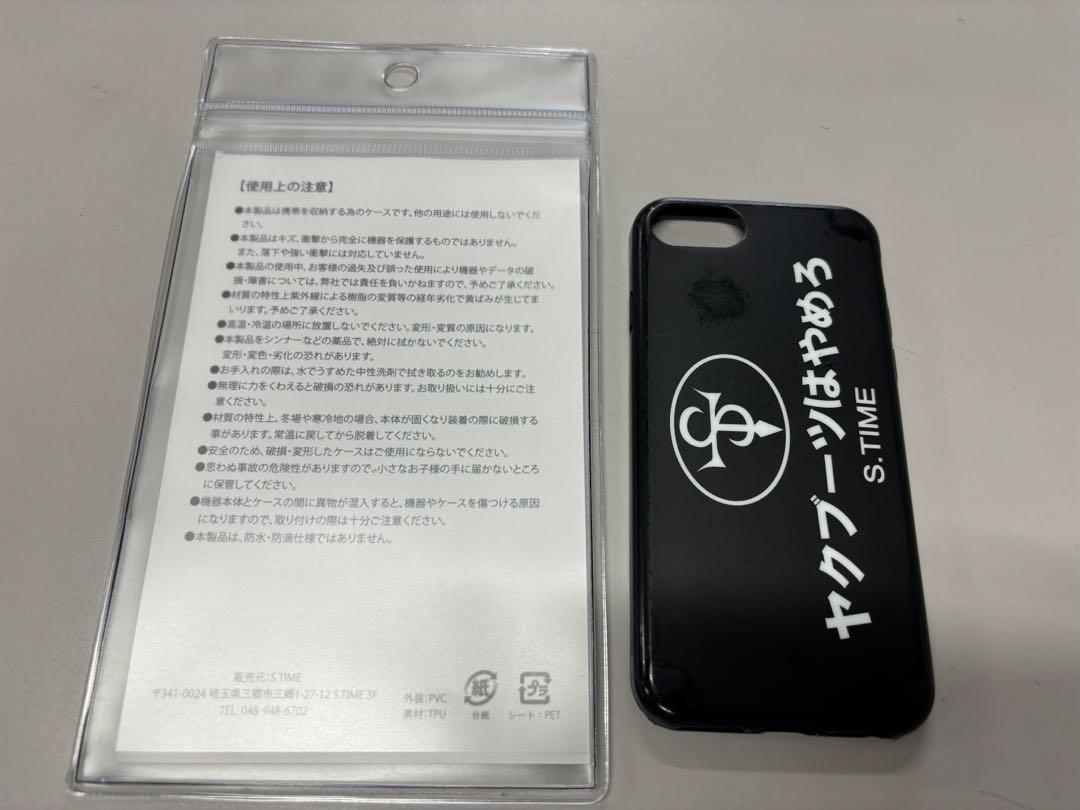 【使用上の注意】
●本製品は携帯を収納する為のケースです。他の用途には使用しないでくだ
さい。
●本製品はキズ、衝撃から完全に機器を保護するものではありません。
また、落下や強い衝撃には対応していません。
●本製品の使用中、お客様の過失及び誤った使用により機器やデータの破
損・障害については、弊社では責任を負いかねますので、予めご了承ください。
●材質の特性上紫外線による樹脂の変質等の経年劣化で黄ばみが生じてま
いります。予めご了承ください。
●高温・冷温の場所に放置しないでください。変形・変質の原因になります。
●本製品をシンナーなどの薬品で、絶対に拭かないでください。
変形・変色・劣化の恐れがあります。
●お手入れの際は、水でうすめた中性洗剤で拭き取るのをお勧めします。
●無理に力をくわえると破損の恐れがあります。お取り扱いには十分にご注
意ください。
●材質の特性上、冬場や寒冷地の場合、本体が固くなり装着の際に破損する
事があります。常温に戻してから脱着してください。
●安全のため、破損・変形したケースはご使用にならないでください。
●思わぬ事故の危険性がありますので、小さなお子様の手に届かないところ
に保管してください。
●機器本体とケースの間に異物が混入すると、機器やケースを傷つける原因
になりますので、取り付けの際は十分ご注意ください。
●本製品は、防水・防滴仕様ではありません。
販売元：S.TIME
〒341-0024 埼玉県三郷市三郷1-27-12 S.TIME 3F
TEL: 048-948-6702
外装：PVC
素材：TPU
紙
台紙
プラ
シート：PET
ヤクブーツはやめろ
S.TIME